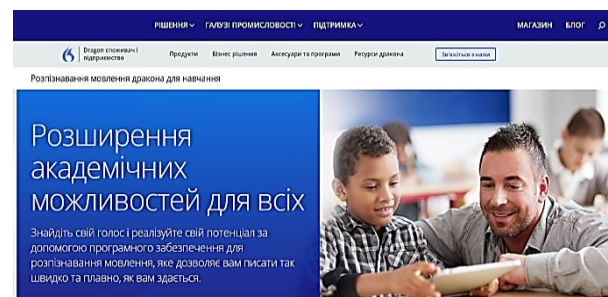 РІШЕННЯ ГАЛУЗІ ПРОМИСЛОВОСТІ ПІДТРИМКА МАГАЗИН БЛОГ
Dragon споживач і
підприємство
Продукти Бізнес рішення Аксесуари та програми Ресурси дракона Зв'яжіться з нами
Розпізнавання мовлення дракона для навчання
Розширення
академічних
можливостей для всіх
Знайдіть свій голос і реалізуйте свій потенціал за
допомогою програмного забезпечення для
розпізнавання мовлення, яке дозволяє вам писати так
швидко та плавно, як вам здається.